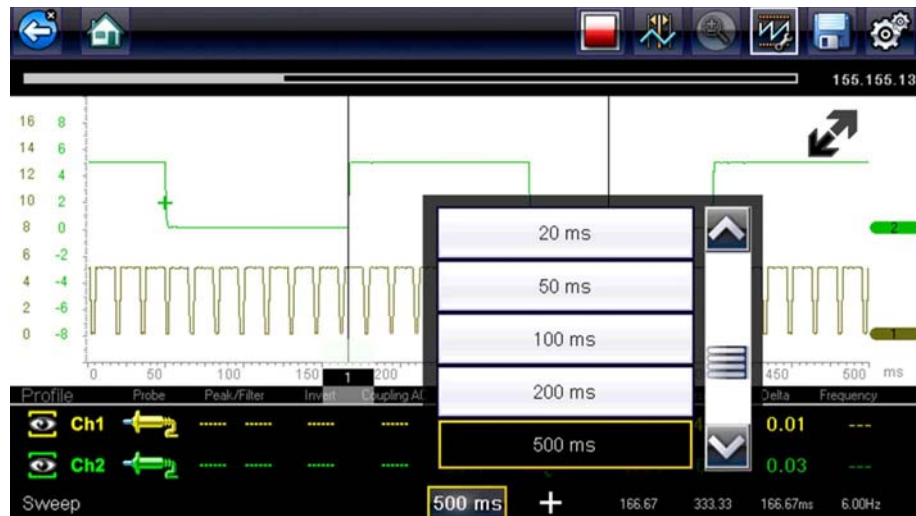 155.155.13
16 8
14 6
12 4
10 2
8 0
6 -2
4 -4
2 -6
0 -8
2
1
0 50 100 150 1 200 450 500 ms
Profile Probe Peak/Filter Invert Coupling AC Delta Frequency
20 ms
50 ms
100 ms
200 ms
500 ms
Ch1 ----- ----- ----- ----- 0.01 ---
Ch2 ----- ----- ----- ----- 0.03 ---
Sweep 500 ms + 166.67 333.33 166.67ms 6.00Hz